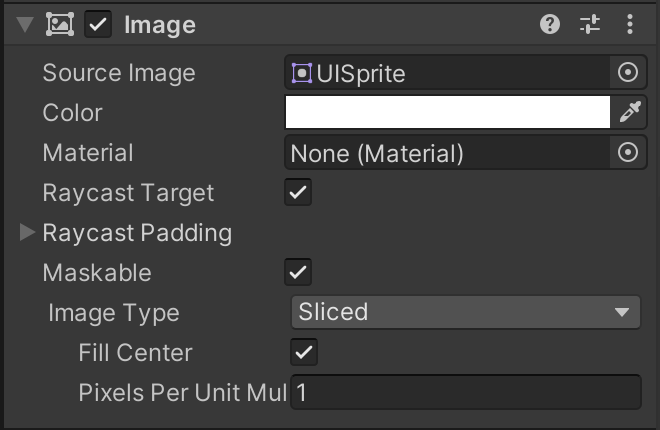 Image
Source Image UISprite
Color
Material None (Material)
Raycast Target
Raycast Padding
Maskable
Image Type Sliced
Fill Center
Pixels Per Unit Mul 1